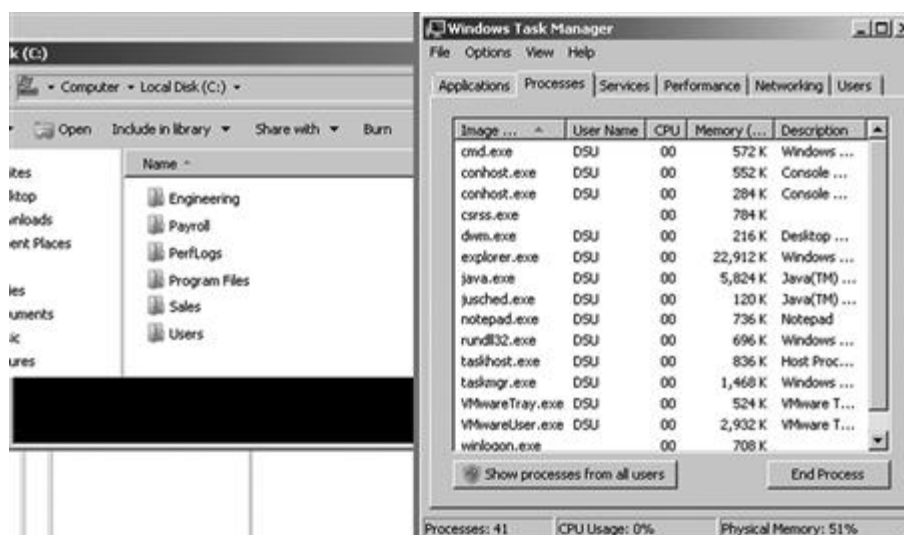 k (C:)
Computer Local Disk (C:)
Open Include in library Share with Burn
ites
ktop
wnloads
ent Places
ies
uments
ic
ures
Name
Engineering
Payroll
PerfLogs
Program Files
Sales
Users
Windows Task Manager
File Options View Help
Applications Processes Services Performance Networking Users
Image ... User Name CPU Memory (... Description
cmd.exe DSU 00 572 K Windows ...
conhost.exe DSU 00 552 K Console ...
conhost.exe DSU 00 284 K Console ...
csrss.exe 00 784 K
dwm.exe DSU 00 216 K Desktop ...
explorer.exe DSU 00 22,912 K Windows ...
java.exe DSU 00 5,824 K Java(TM) ...
jusched.exe DSU 00 120 K Java(TM) ...
notepad.exe DSU 00 736 K Notepad
rundll32.exe DSU 00 696 K Windows ...
taskhost.exe DSU 00 836 K Host Proc...
taskmgr.exe DSU 00 1,468 K Windows ...
VMwareTray.exe DSU 00 524 K VMware T...
VMwareUser.exe DSU 00 2,932 K VMware T...
winlogon.exe 00 708 K
Show processes from all users End Process
Processes: 41 CPU Usage: 0% Physical Memory: 51%